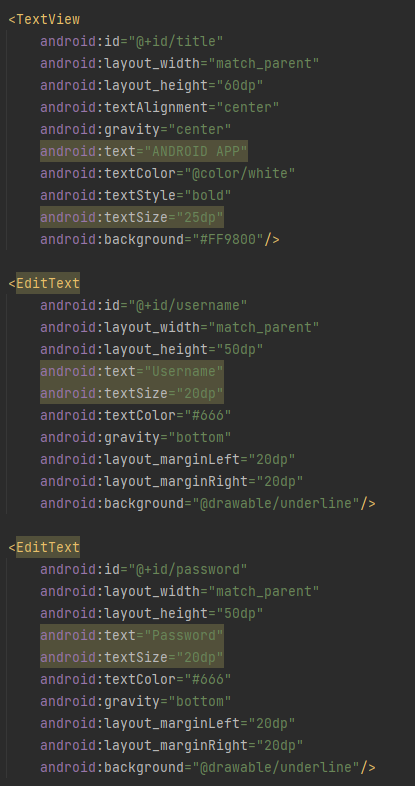 <TextView
android:id="@+id/title"
android:layout_width="match_parent"
android:layout_height="60dp"
android:textAlignment="center"
android:gravity="center"
android:text="ANDROID APP"
android:textColor="@color/white"
android:textStyle="bold"
android:textSize="25dp"
android:background="#FF9800"/>
<EditText
android:id="@+id/username"
android:layout_width="match_parent"
android:layout_height="50dp"
android:text="Username"
android:textSize="20dp"
android:textColor="#666"
android:gravity="bottom"
android:layout_marginLeft="20dp"
android:layout_marginRight="20dp"
android:background="@drawable/underline"/>
<EditText
android:id="@+id/password"
android:layout_width="match_parent"
android:layout_height="50dp"
android:text="Password"
android:textSize="20dp"
android:textColor="#666"
android:gravity="bottom"
android:layout_marginLeft="20dp"
android:layout_marginRight="20dp"
android:background="@drawable/underline"/>